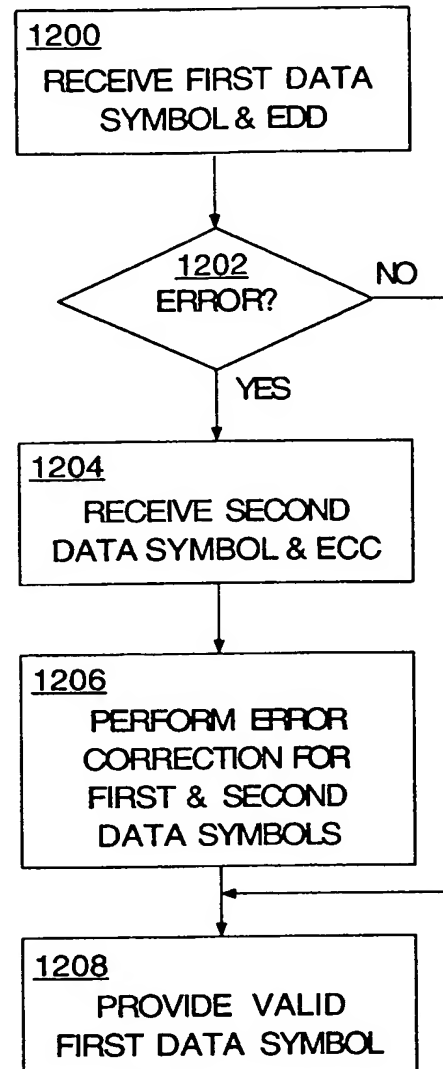 1200
RECEIVE FIRST DATA
SYMBOL & EDD
1202
ERROR?
NO
YES
1204
RECEIVE SECOND
DATA SYMBOL & ECC
1206
PERFORM ERROR
CORRECTION FOR
FIRST & SECOND
DATA SYMBOLS
1208
PROVIDE VALID
FIRST DATA SYMBOL